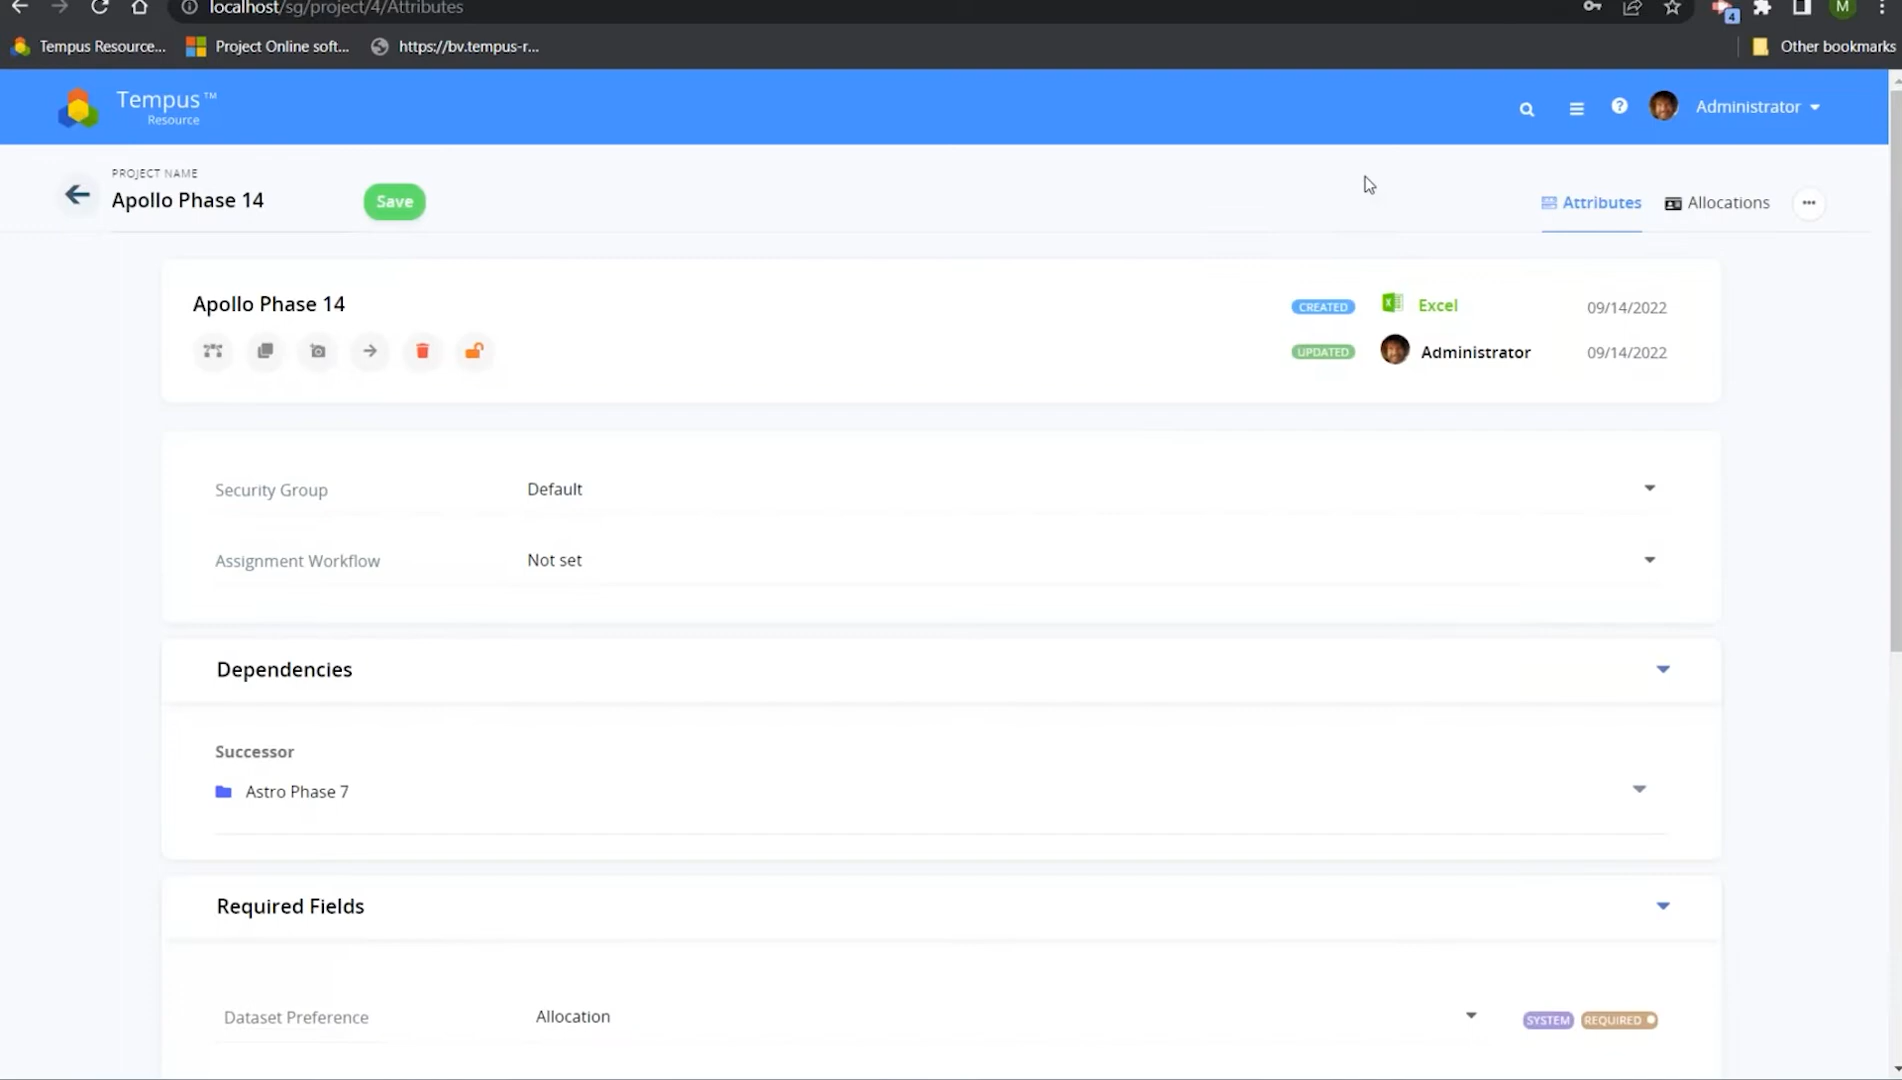 localhost/sg/project/4/Attributes
4
M
Tempus Resource...
Project Online soft...
https://bv.tempus-r...
Other bookmarks
Tempus™
Resource
?
Administrator
PROJECT NAME
Apollo Phase 14
Save
Attributes
Allocations
Apollo Phase 14
CREATED
Excel
09/14/2022
UPDATED
Administrator
09/14/2022
Security Group
Default
Assignment Workflow
Not set
Dependencies
Successor
Astro Phase 7
Required Fields
Dataset Preference
Allocation
SYSTEM
REQUIRED